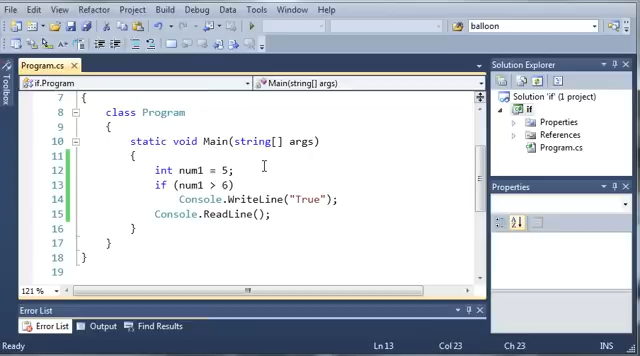 File Edit View Refactor Project Build Debug Data Tools Window Help
balloon
Program.cs
if.Program
Main(string[] args)
7 {
8 class Program
9 {
10 static void Main(string[] args)
11 {
12 int num1 = 5;
13 if (num1 > 6)
14 Console.WriteLine("True");
15 Console.ReadLine();
16 }
17 }
18 }
19
121 %
Toolbox
Solution Explorer
Solution 'if' (1 project)
if
Properties
References
Program.cs
Properties
Error List
Error List Output Find Results
Ln 13 Col 23 Ch 23 INS